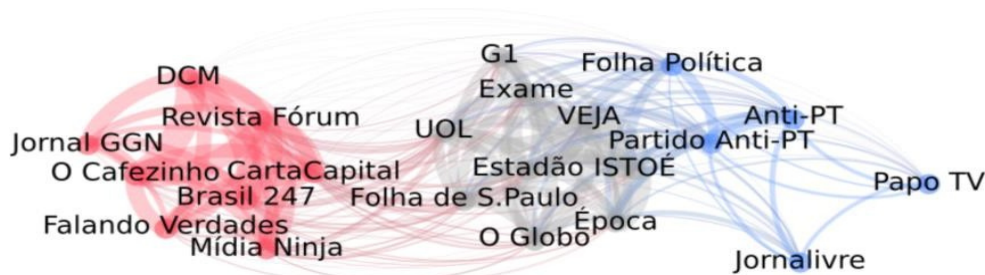 G1
Folha Política
DCM
Exame
Revista Fórum
VEJA
Anti-PT
UOL
Partido Anti-PT
Jornal GGN
O Cafezinho
CartaCapital
Estadão
ISTOÉ
Papo TV
Brasil 247
Folha de S.Paulo
Falando Verdades
Época
O Globo
Mídia Ninja
Jornalivre